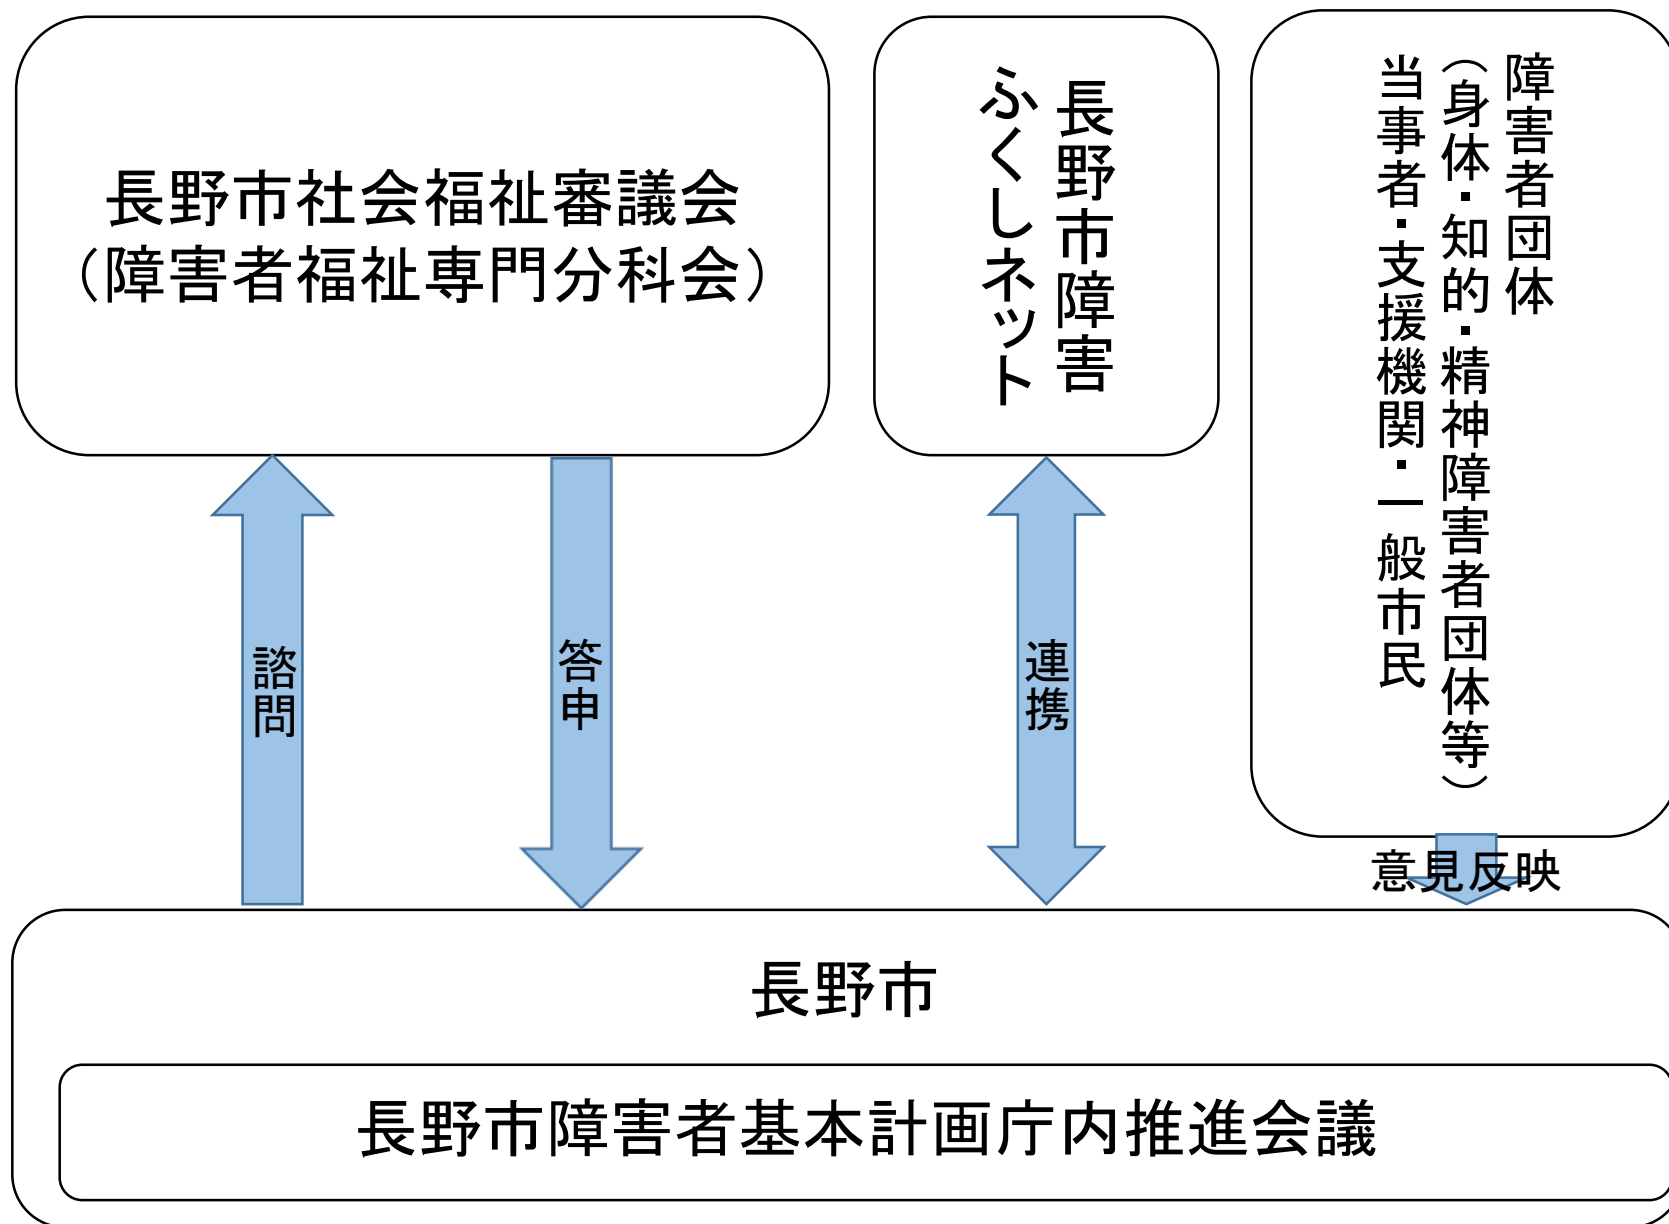 長野市社会福祉審議会
（障害者福祉専門分科会）
長野市障害
ふくしネット
障害者団体
（身体・知的・精神障害者団体等）
当事者・支援機関・一般市民
諮問
答申
連携
意見反映
長野市
長野市障害者基本計画庁内推進会議